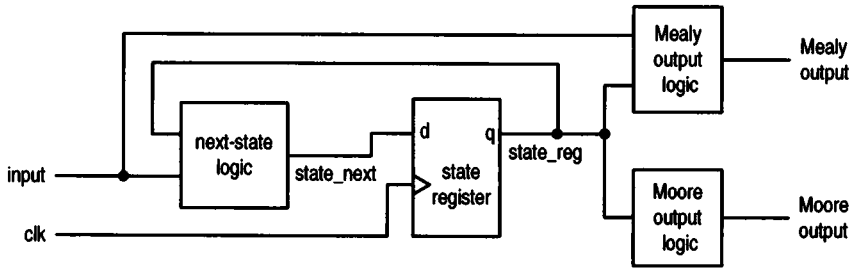 Mealy
output
logic
Mealy
output
next-state
logic
d
q
state
register
state_next
state_reg
input
clk
Moore
output
logic
Moore
output